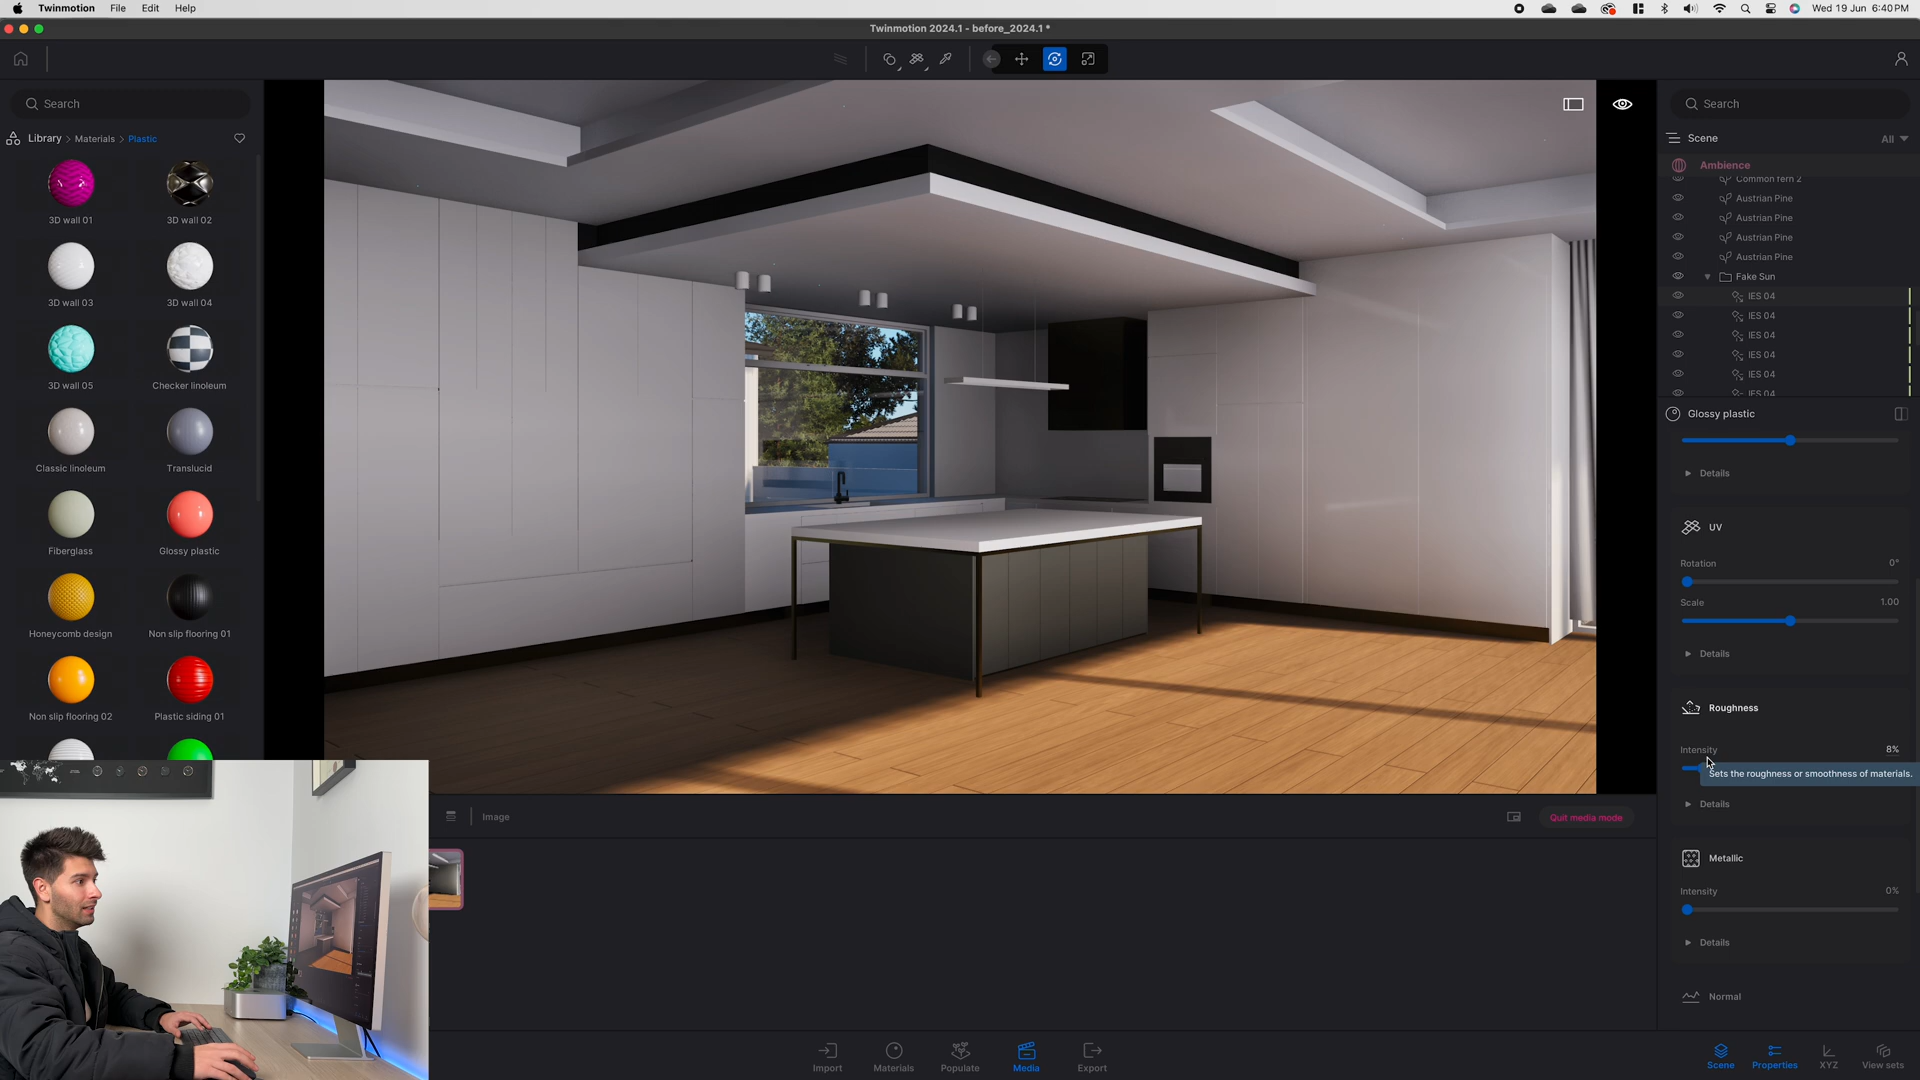 Twinmotion File Edit Help Wed 19 Jun 6:40 PM
Twinmotion 2024.1 - before_2024.1 *
Search
Library > Materials > Plastic
3D wall 01 3D wall 02
3D wall 03 3D wall 04
3D wall 05 Checker linoleum
Classic linoleum Translucid
Fiberglass Glossy plastic
Honeycomb design Non slip flooring 01
Non slip flooring 02 Plastic siding 01
Image
Quit media mode
Import Materials Populate Media Export
Search
Scene All
Ambience
Common fern 2
Austrian Pine
Austrian Pine
Austrian Pine
Austrian Pine
Fake Sun
IES 04
IES 04
IES 04
IES 04
IES 04
IES 04
Glossy plastic
Details
UV
Rotation 0°
Scale 1.00
Details
Roughness
Intensity 8%
Sets the roughness or smoothness of materials.
Details
Metallic
Intensity 0%
Details
Normal
Scene Properties XYZ View sets